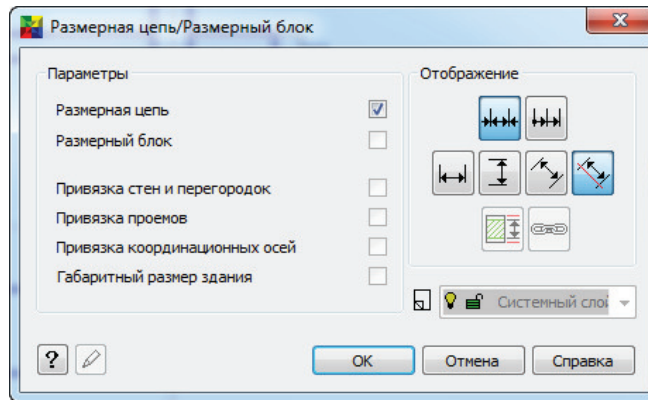 Размерная цепь/Размерный блок
Параметры
Размерная цепь
Размерный блок
Привязка стен и перегородок
Привязка проемов
Привязка координационных осей
Габаритный размер здания
Отображение
Системный слой
?
ОК
Отмена
Справка